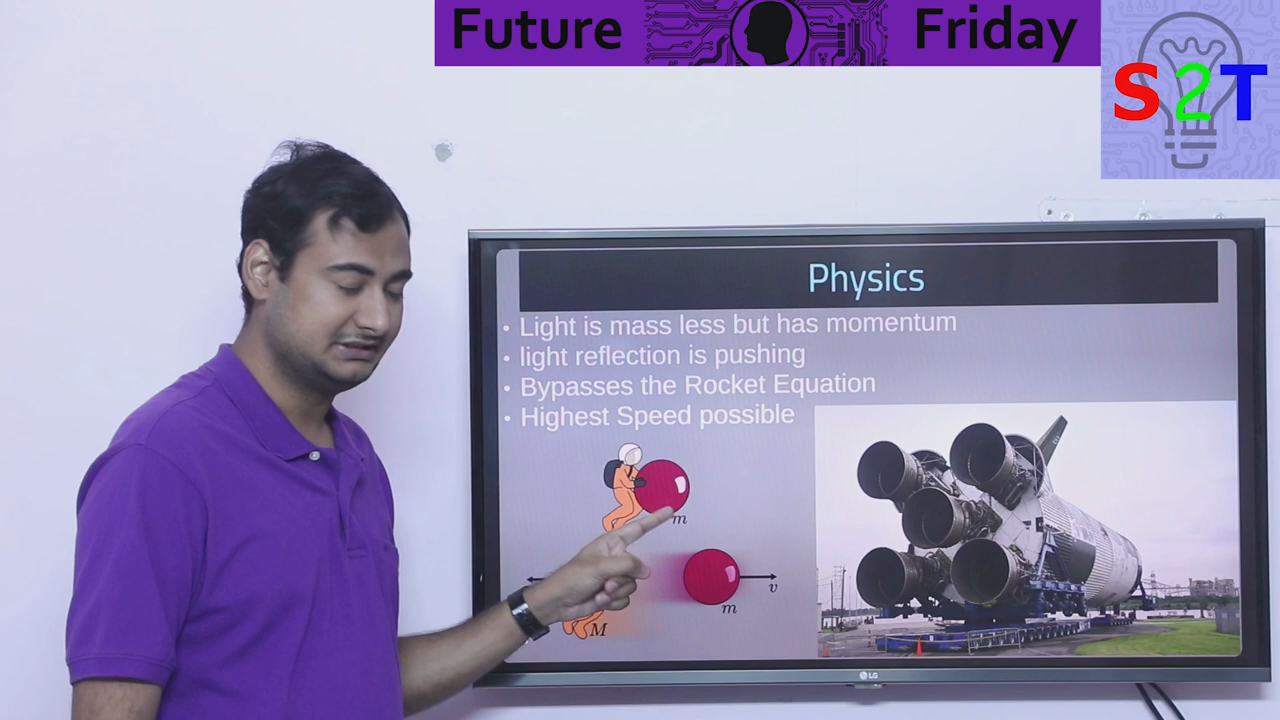 Future Friday
S2T
Physics
• Light is mass less but has momentum
• light reflection is pushing
• Bypasses the Rocket Equation
• Highest Speed possible
m
v
m
M
LG